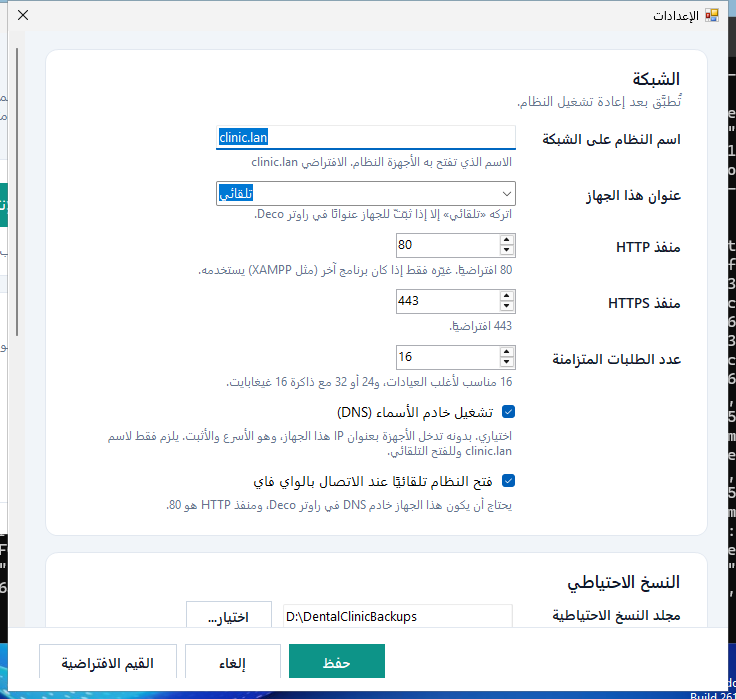 الإعدادات
الشبكة
تُطبَّق بعد إعادة تشغيل النظام.
اسم النظام على الشبكة
clinic.lan
الاسم الذي تفتح به الأجهزة النظام. الافتراضي clinic.lan
عنوان هذا الجهاز
تلقائي
اتركه «تلقائي» إلا إذا ثبّتّ للجهاز عنوانًا في راوتر Deco.
منفذ HTTP
80
80 افتراضيًا. غيّره فقط إذا كان برنامج آخر (مثل XAMPP) يستخدمه.
منفذ HTTPS
443
443 افتراضيًا.
عدد الطلبات المتزامنة
16
16 مناسب لأغلب العيادات، و24 أو 32 مع ذاكرة 16 غيغابايت.
تشغيل خادم الأسماء (DNS)
اختياري. بدونه تدخل الأجهزة بعنوان IP هذا الجهاز، وهو الأسرع والأثبت. يلزم فقط لاسم
clinic.lan وللفتح التلقائي.
فتح النظام تلقائيًا عند الاتصال بالواي فاي
يحتاج أن يكون هذا الجهاز خادم DNS في راوتر Deco، ومنفذ HTTP هو 80.
النسخ الاحتياطي
مجلد النسخ الاحتياطية
D:\DentalClinicBackups
اختيار...
حفظ
إلغاء
القيم الافتراضية